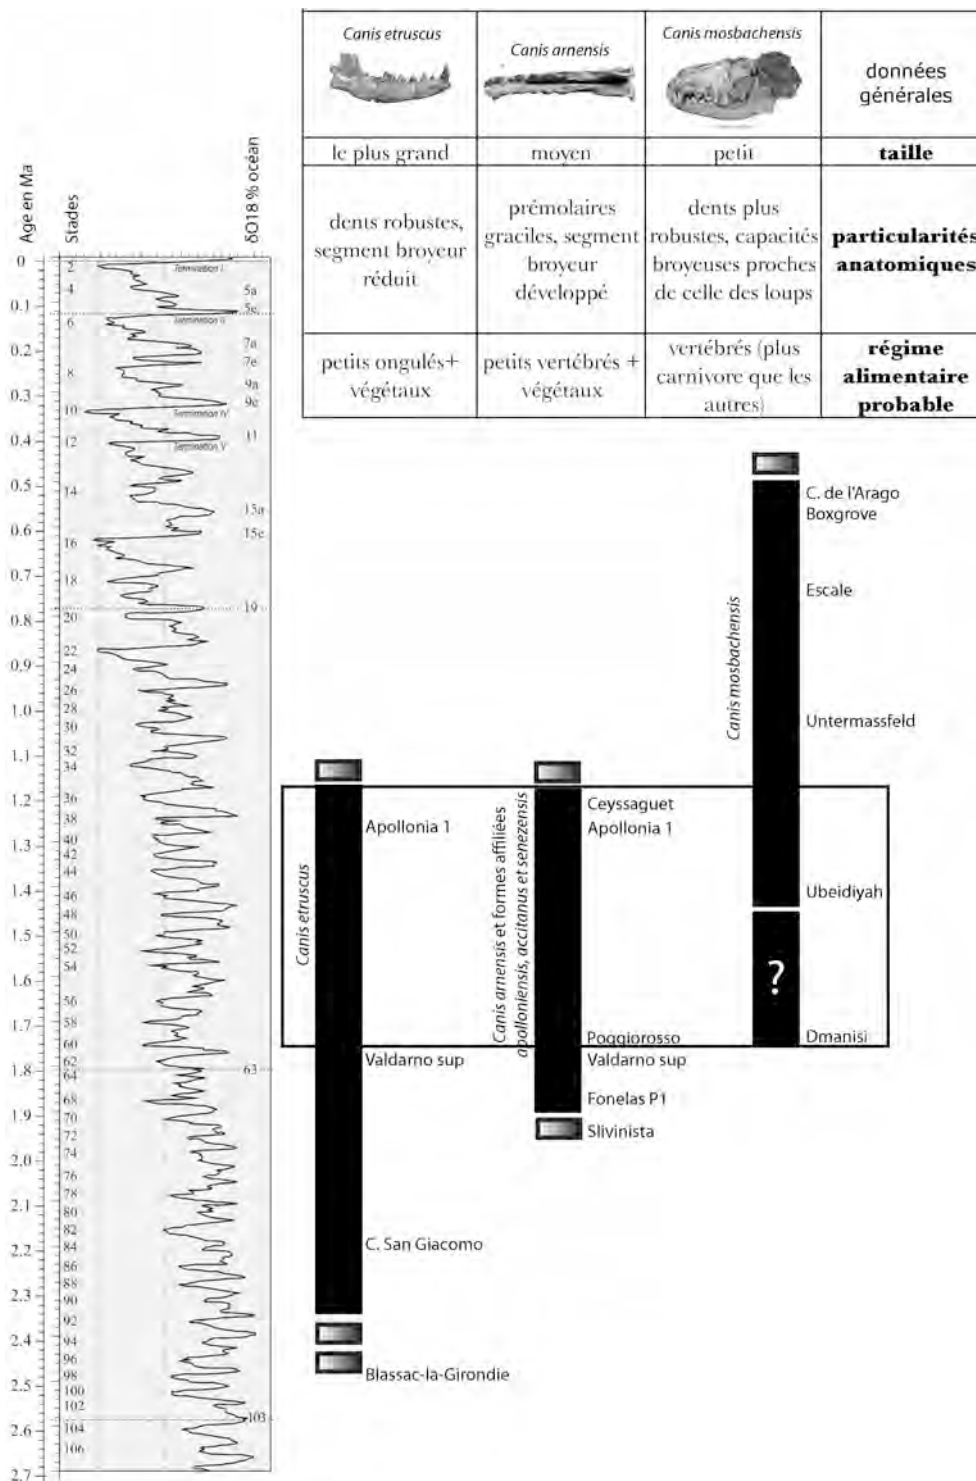 Canis etruscus
Canis arnensis
Canis mosbachensis
données
générales
le plus grand
moyen
petit
taille
dents robustes,
segment broyeur
réduit
prémolaires
graciles, segment
broyeur
développé
dents plus
robustes, capacités
broyeuses proches
de celle des loups
particularités
anatomiques
petits ongulés+
végétaux
petits vertébrés +
végétaux
vertébrés (plus
carnivore que les
autres)
régime
alimentaire
probable
Age en Ma
Stades
δO18 % océan
0
0.1
0.2
0.3
0.4
0.5
0.6
0.7
0.8
0.9
1.0
1.1
1.2
1.3
1.4
1.5
1.6
1.7
1.8
1.9
2.0
2.1
2.2
2.3
2.4
2.5
2.6
2.7
2
4
6
8
10
12
14
16
18
20
22
24
26
28
30
32
34
36
38
40
42
44
46
48
50
52
54
56
58
60
62
64
68
70
72
74
76
78
80
82
84
86
88
90
92
94
96
98
100
102
104
106
Termination I
5a
5e
Termination II
7a
7e
9a
9e
Termination IV
11
Termination V
15a
15e
19
63
103
Canis etruscus
Apollonia 1
Valdarno sup
C. San Giacomo
Blassac-la-Girondie
Canis arnensis et formes affiliées
apolloniensis, accitanus et senezensis
Ceyssaguet
Apollonia 1
Poggiorosso
Valdarno sup
Fonelas P1
Slivinista
Canis mosbachensis
C. de l'Arago
Boxgrove
Escale
Untermassfeld
Ubeidiyah
?
Dmanisi